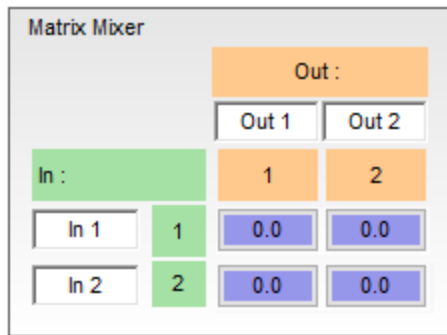 Matrix Mixer
Out :
Out 1 Out 2
In : 1 2
In 1 1 0.0 0.0
In 2 2 0.0 0.0